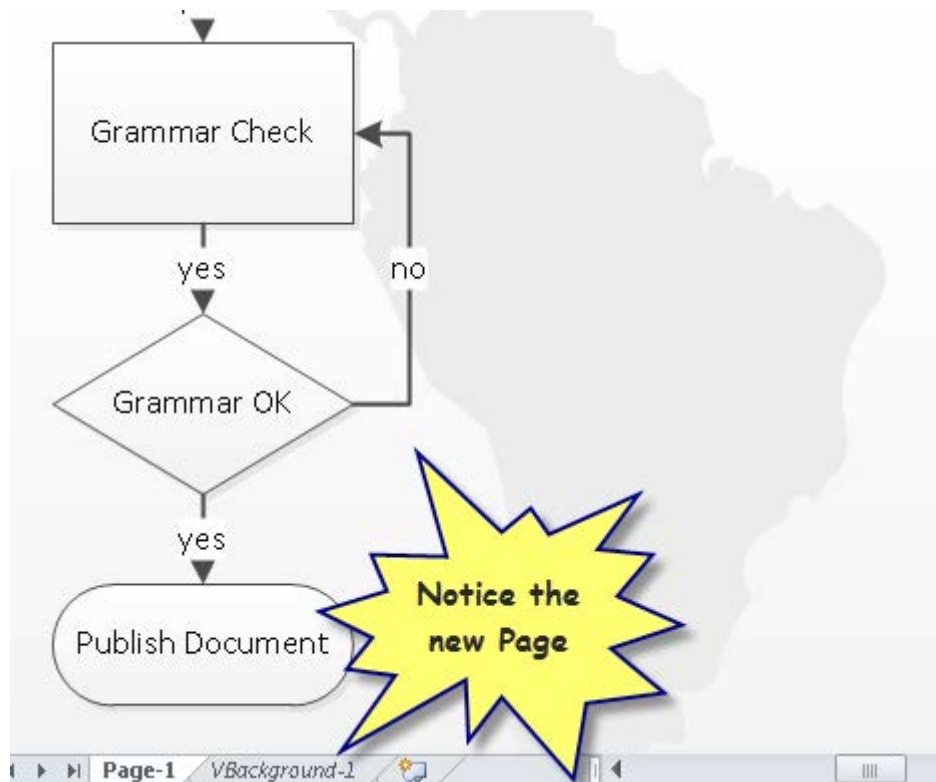 Grammar Check
yes
no
Grammar OK
yes
Publish Document
Notice the
new Page
Page-1
VBackground-1